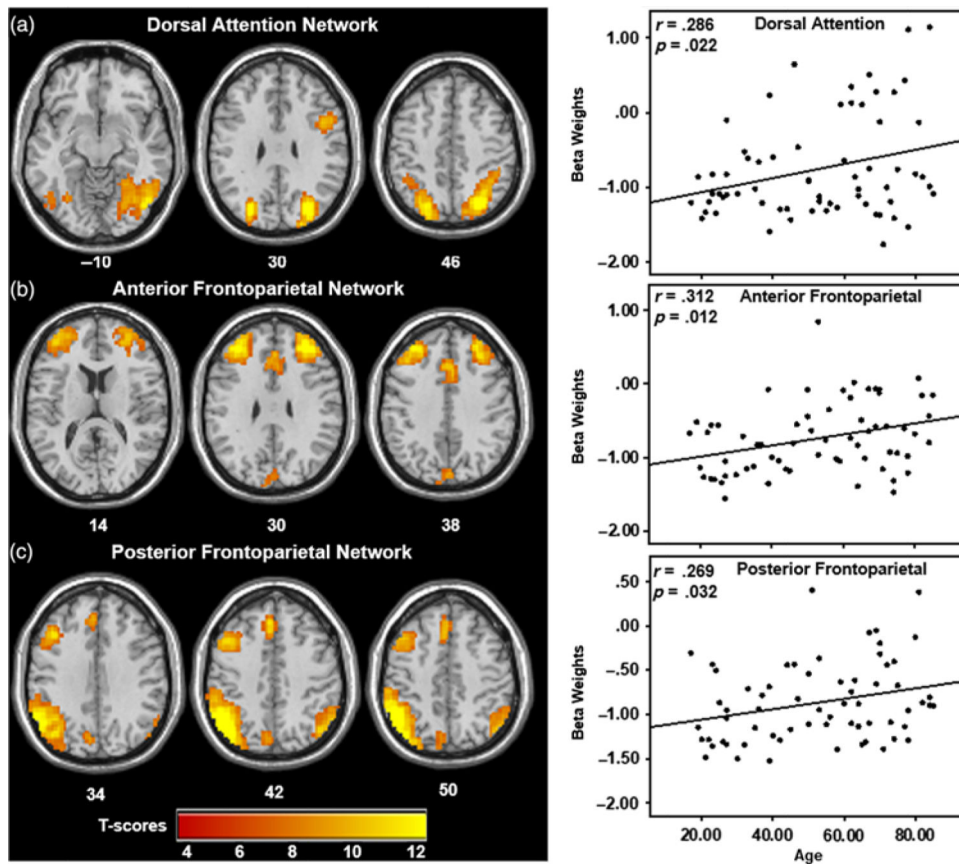 (a) Dorsal Attention Network
–10 30 46
(b) Anterior Frontoparietal Network
14 30 38
(c) Posterior Frontoparietal Network
34 42 50
T-scores
4 6 8 10 12
r = .286 Dorsal Attention
p = .022
1.00
.00
–1.00
–2.00
Beta Weights
r = .312 Anterior Frontoparietal
p = .012
1.00
.00
–1.00
–2.00
Beta Weights
r = .269 Posterior Frontoparietal
p = .032
.50
.00
–.50
–1.00
–1.50
–2.00
Beta Weights
20.00 40.00 60.00 80.00
Age